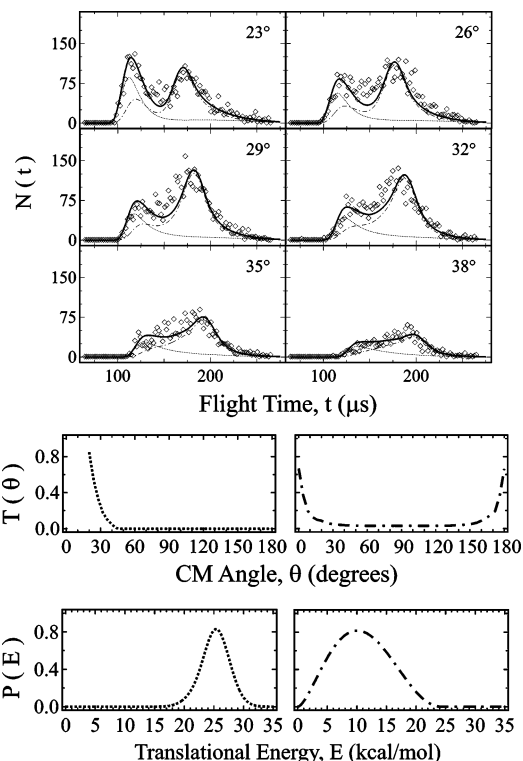 23° 26°
150
75
0
N(t)
29° 32°
150
75
0
35° 38°
150
75
0
100 200 100 200
Flight Time, t (μs)
T(θ)
0.8
0.4
0.0
0 30 60 90 120 150 180 0 30 60 90 120 150 180
CM Angle, θ (degrees)
P(E)
0.8
0.4
0.0
0 5 10 15 20 25 30 35 0 5 10 15 20 25 30 35
Translational Energy, E (kcal/mol)